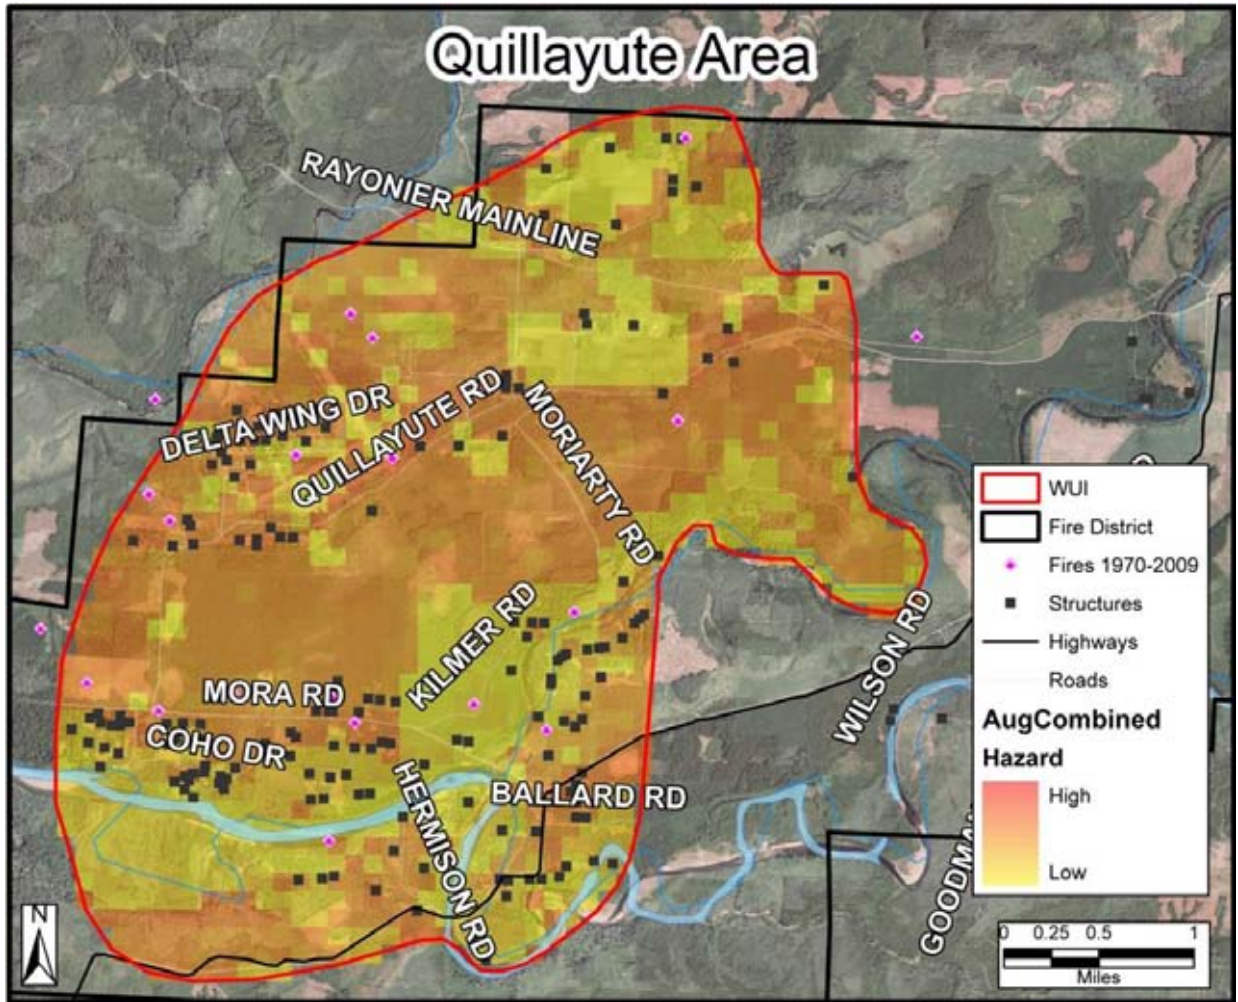 Quillayute Area
RAYONIER MAINLINE
DELTA WING DR
QUILLAYUTE RD
MORIARTY RD
KILMER RD
MORA RD
COHO DR
HERMISON RD
BALLARD RD
WILSON RD
WUI
Fire District
Fires 1970-2009
Structures
Highways
Roads
AugCombined
Hazard
High
Low
N
0 0.25 0.5 1
Miles